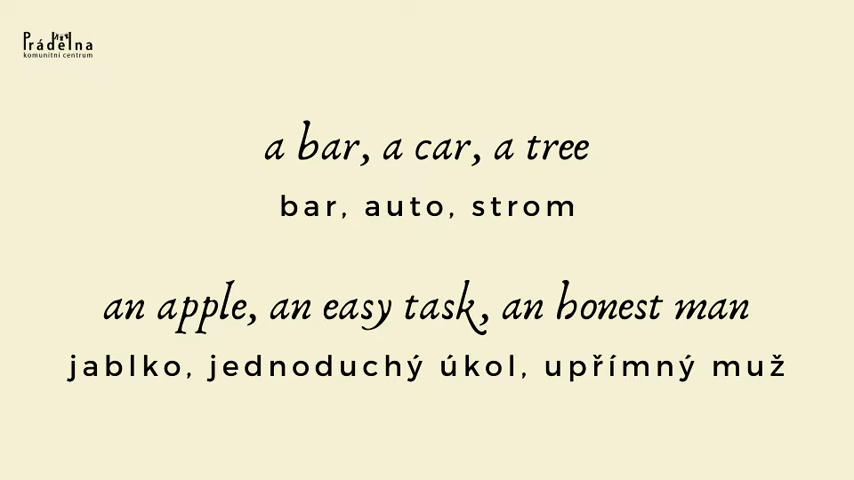 Prádelna
komunitní centrum
a bar, a car, a tree
bar, auto, strom
an apple, an easy task, an honest man
jablko, jednoduchý úkol, upřímný muž